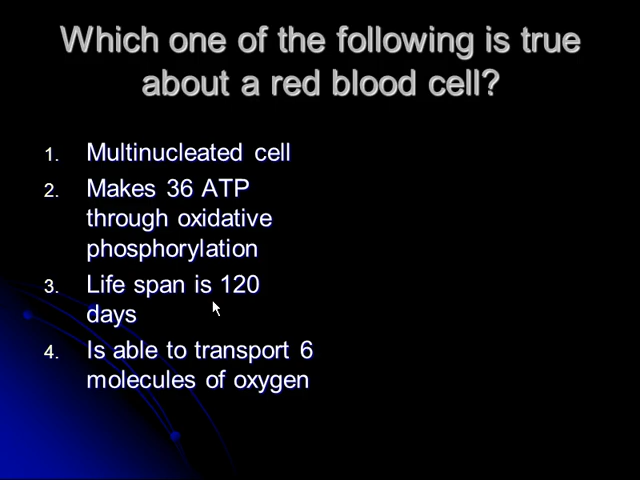 Which one of the following is true
about a red blood cell?
1. Multinucleated cell
2. Makes 36 ATP
through oxidative
phosphorylation
3. Life span is 120
days
4. Is able to transport 6
molecules of oxygen